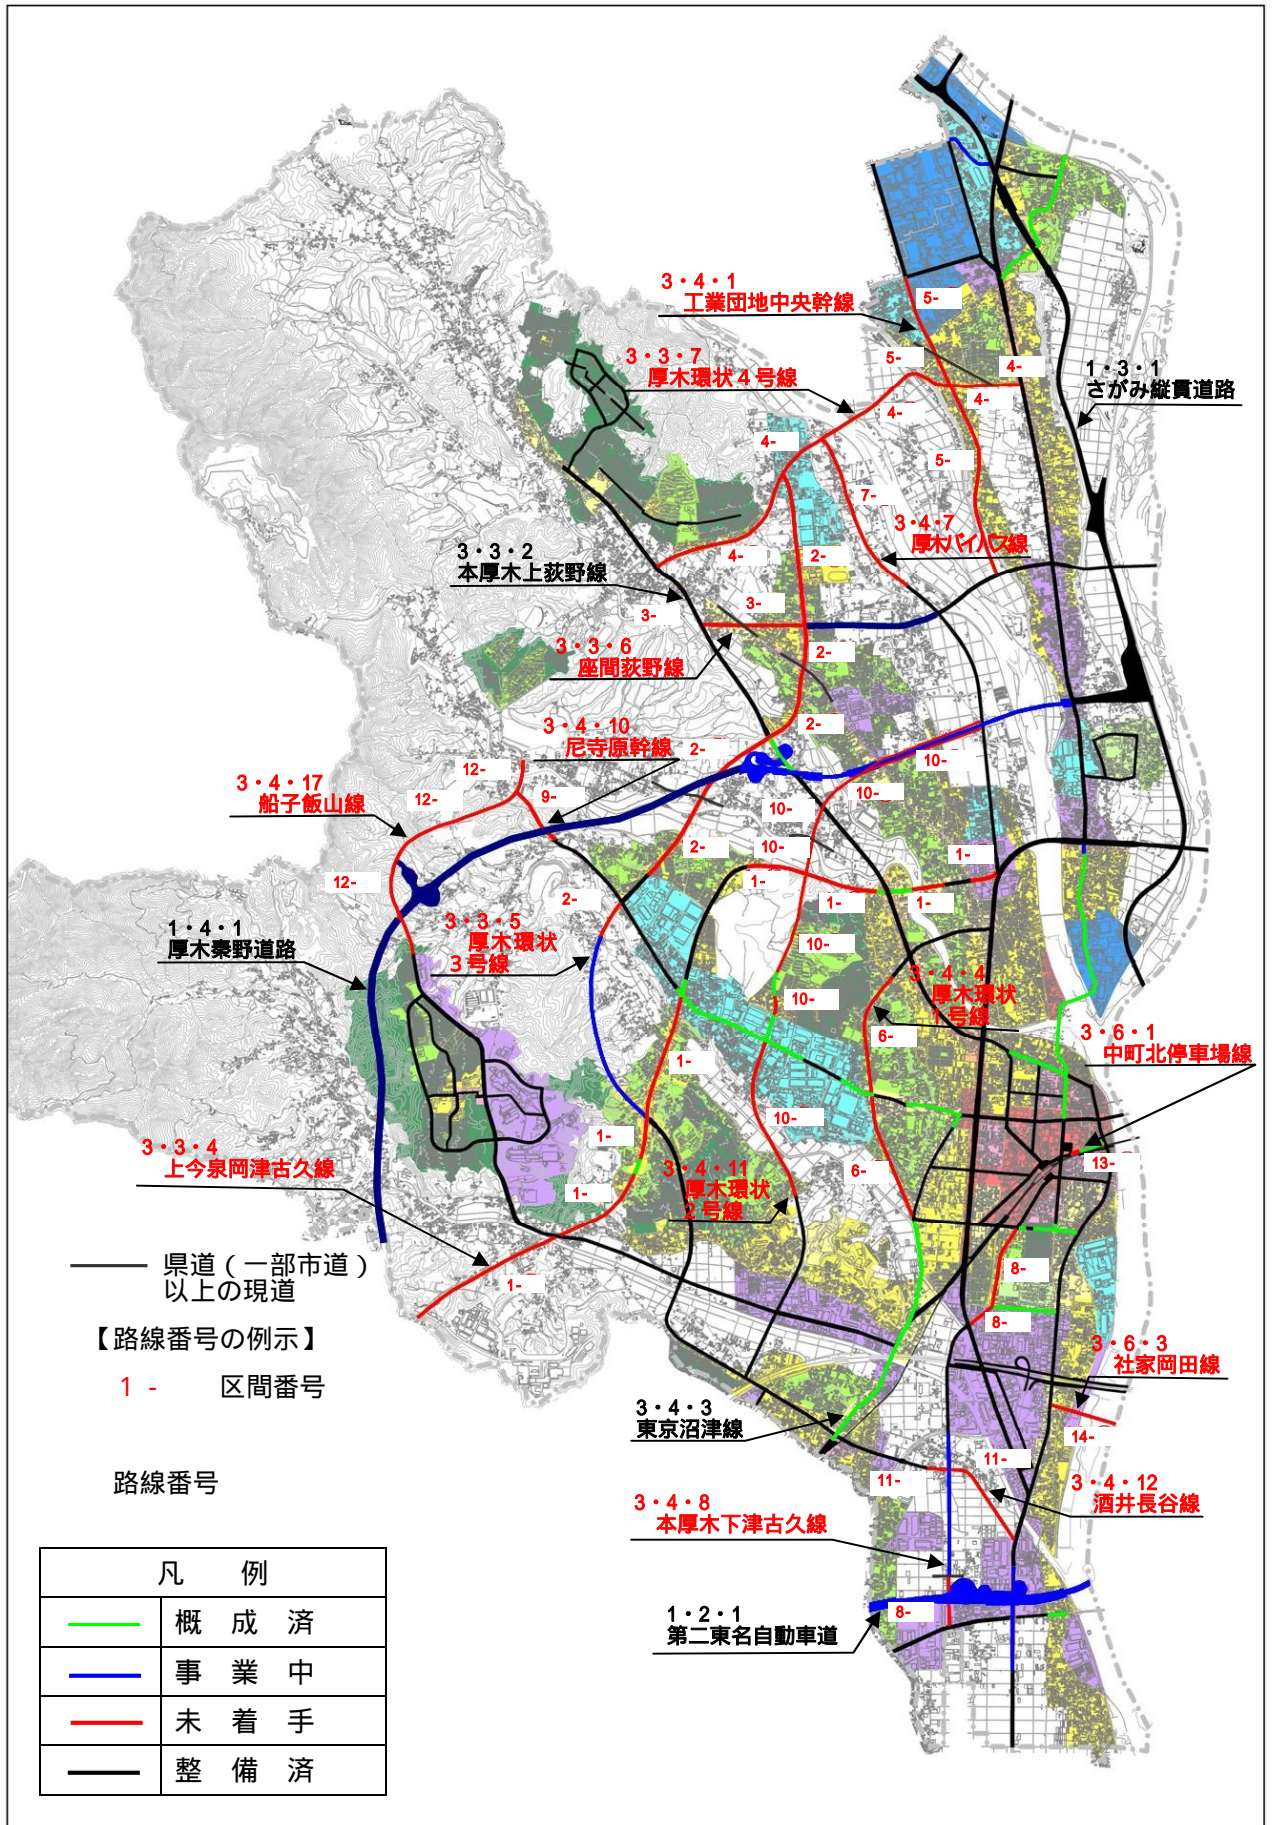 3・4・1
工業団地中央幹線
5-
3・3・7
厚木環状4号線
5-
4-
1・3・1
さがみ縦貫道路
4-
4-
4-
5-
7-
3・4・7
厚木バイパス線
3・3・2
本厚木上荻野線
4-
2-
3-
3-
3・3・6
座間荻野線
2-
3・4・10
尼寺原幹線
2-
2-
10-
12-
3・4・17
船子飯山線
12-
9-
10-
10-
10-
2-
1-
12-
1-
2-
1-
1-
3・3・5
厚木環状
3号線
1・4・1
厚木秦野道路
10-
3・4・4
厚木環状
1号線
10-
6-
3・6・1
中町北停車場線
1-
10-
1-
3・3・4
上今泉岡津古久線
3・4・11
厚木環状
2号線
6-
13-
1-
8-
1-
8-
県道(一部市道)
以上の現道
【路線番号の例示】
1 - 区間番号
路線番号
3・6・3
社家岡田線
3・4・3
東京沼津線
14-
11-
11-
3・4・12
酒井長谷線
3・4・8
本厚木下津古久線
8-
1・2・1
第二東名自動車道
凡 例
概 成 済
事 業 中
未 着 手
整 備 済